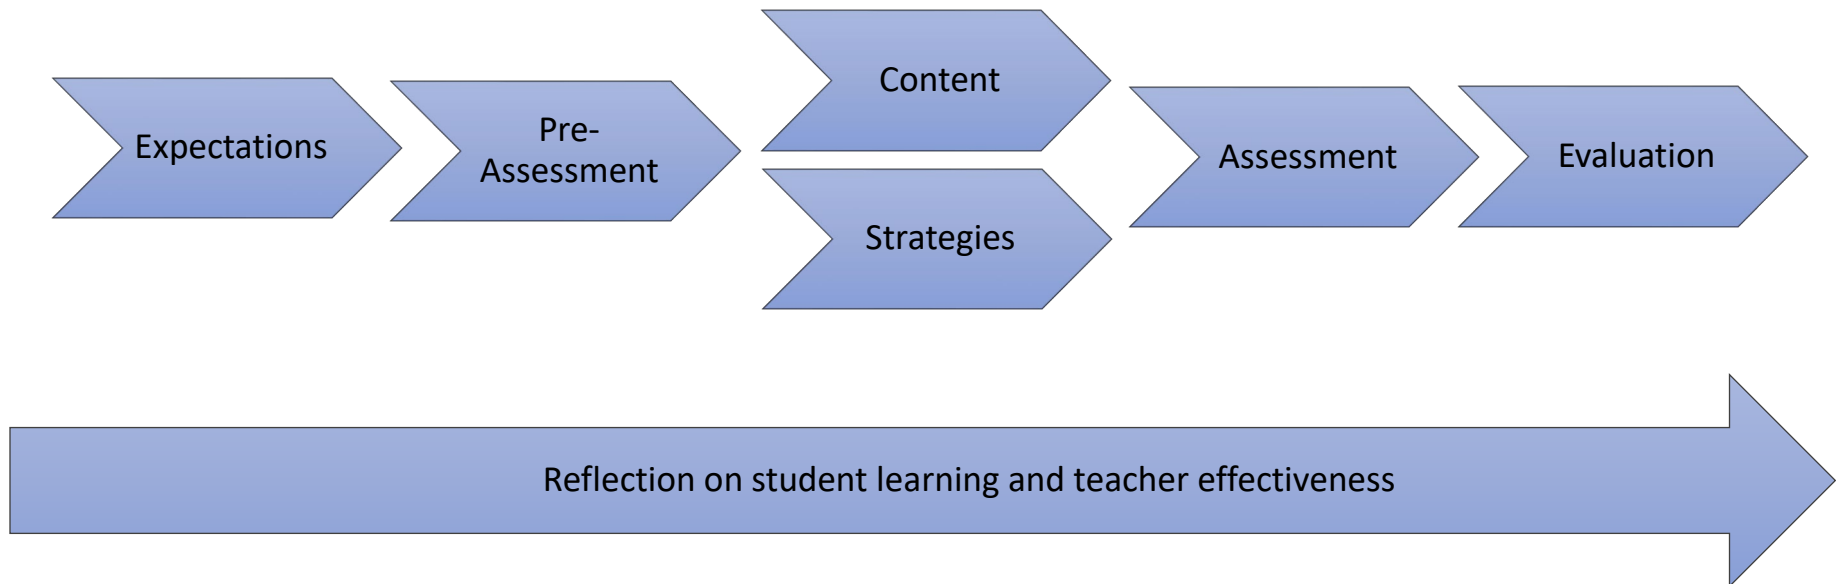 Expectations
Pre-
Assessment
Content
Strategies
Assessment
Evaluation
Reflection on student learning and teacher effectiveness